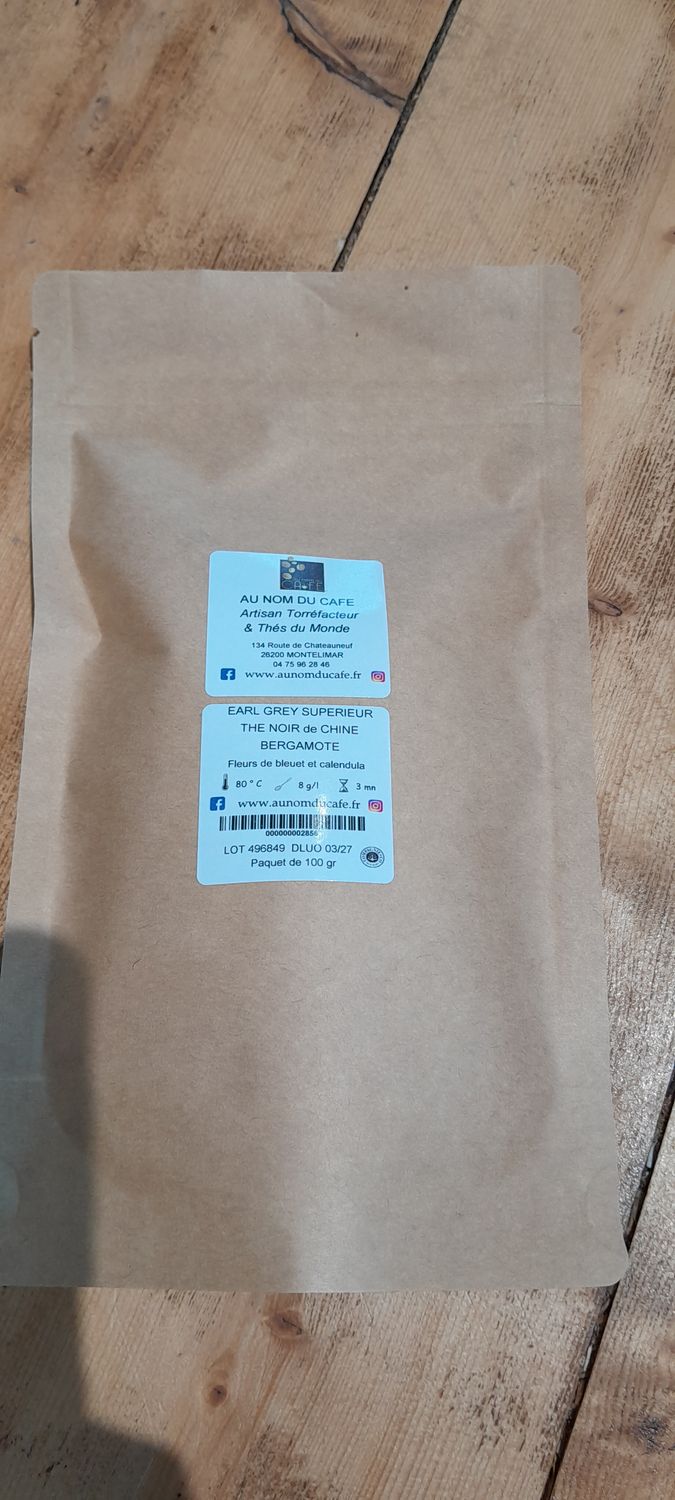 CAFE
AU NOM DU CAFE
Artisan Torréfacteur
& Thés du Monde
134 Route de Chateauneuf
26200 MONTELIMAR
04 75 96 28 46
www.aunomducafe.fr
EARL GREY SUPERIEUR
THE NOIR de CHINE
BERGAMOTE
Fleurs de bleuet et calendula
80 ° C 8 g/l 3 mn
www.aunomducafe.fr
LOT 496849 DLUO 03/27
Paquet de 100 gr